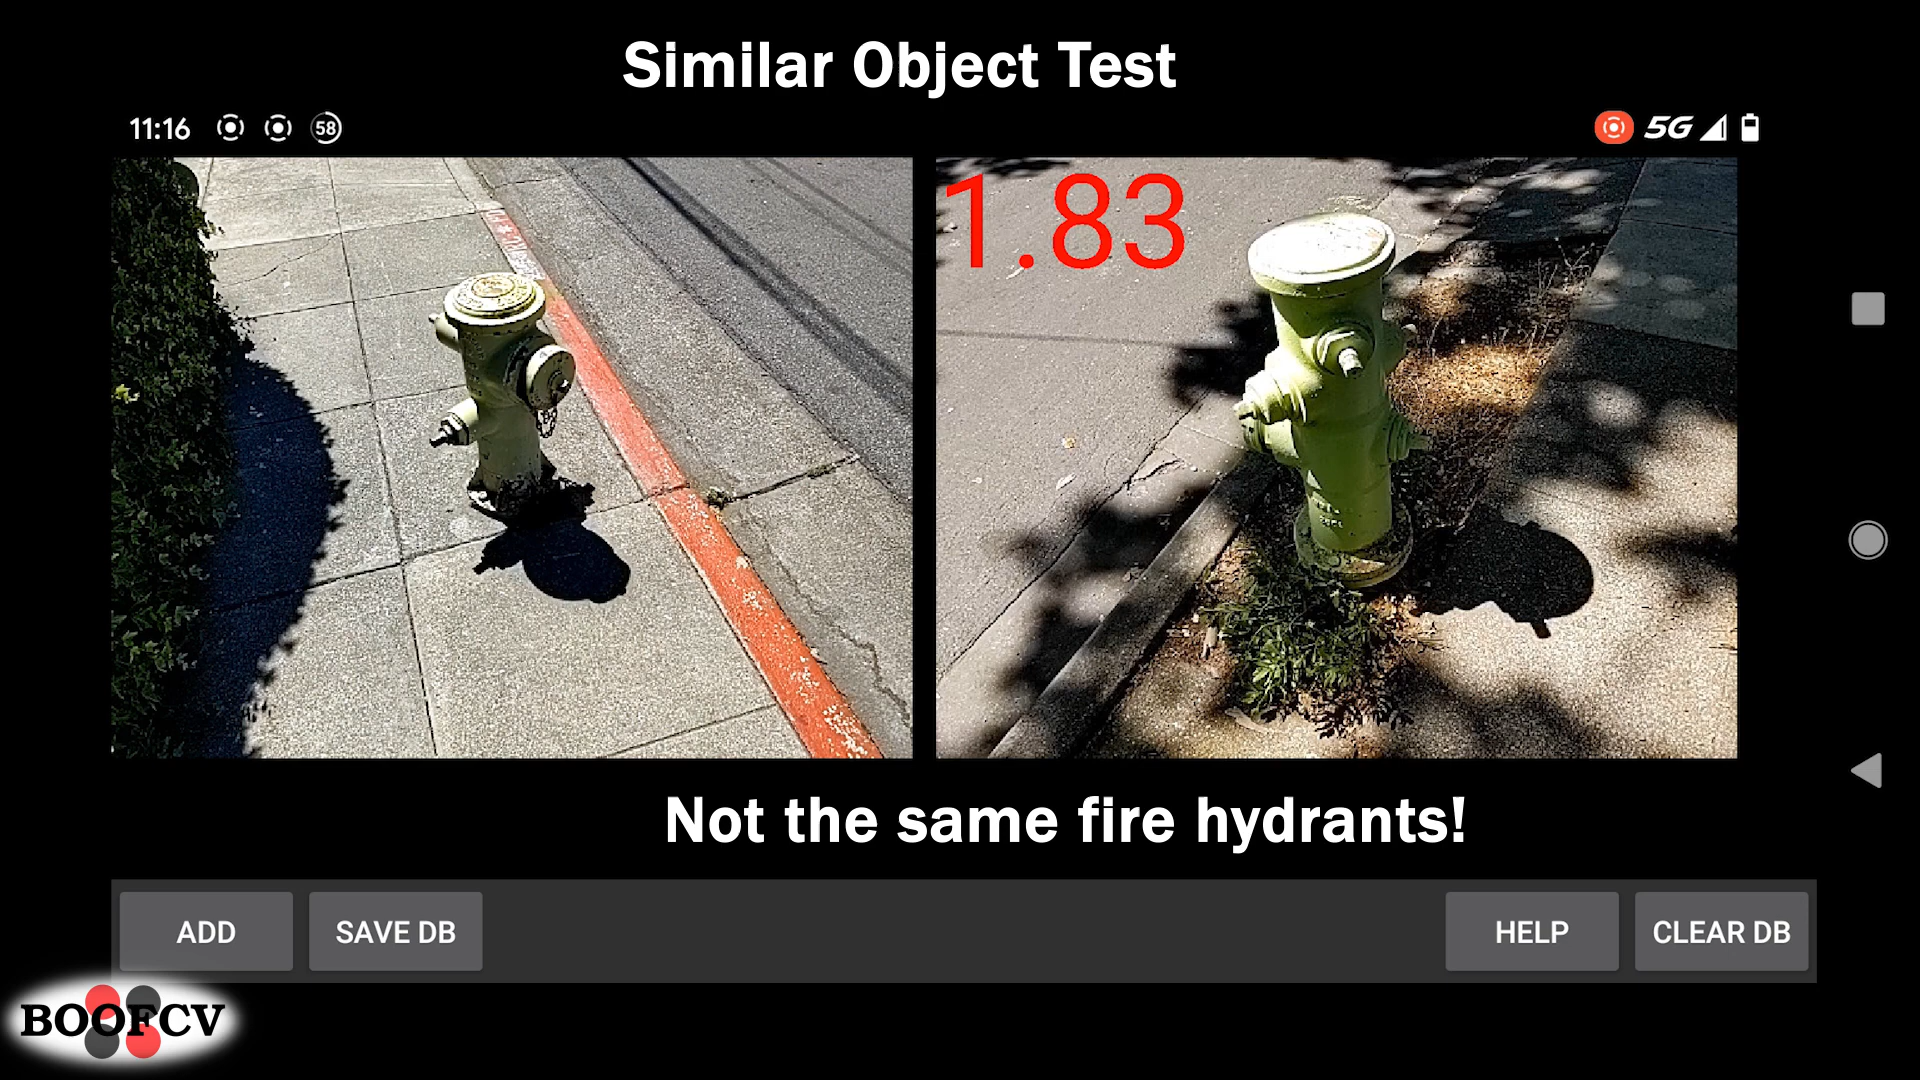 Similar Object Test
11:16 58 5G
1.83
Not the same fire hydrants!
ADD SAVE DB HELP CLEAR DB
BOOFCV